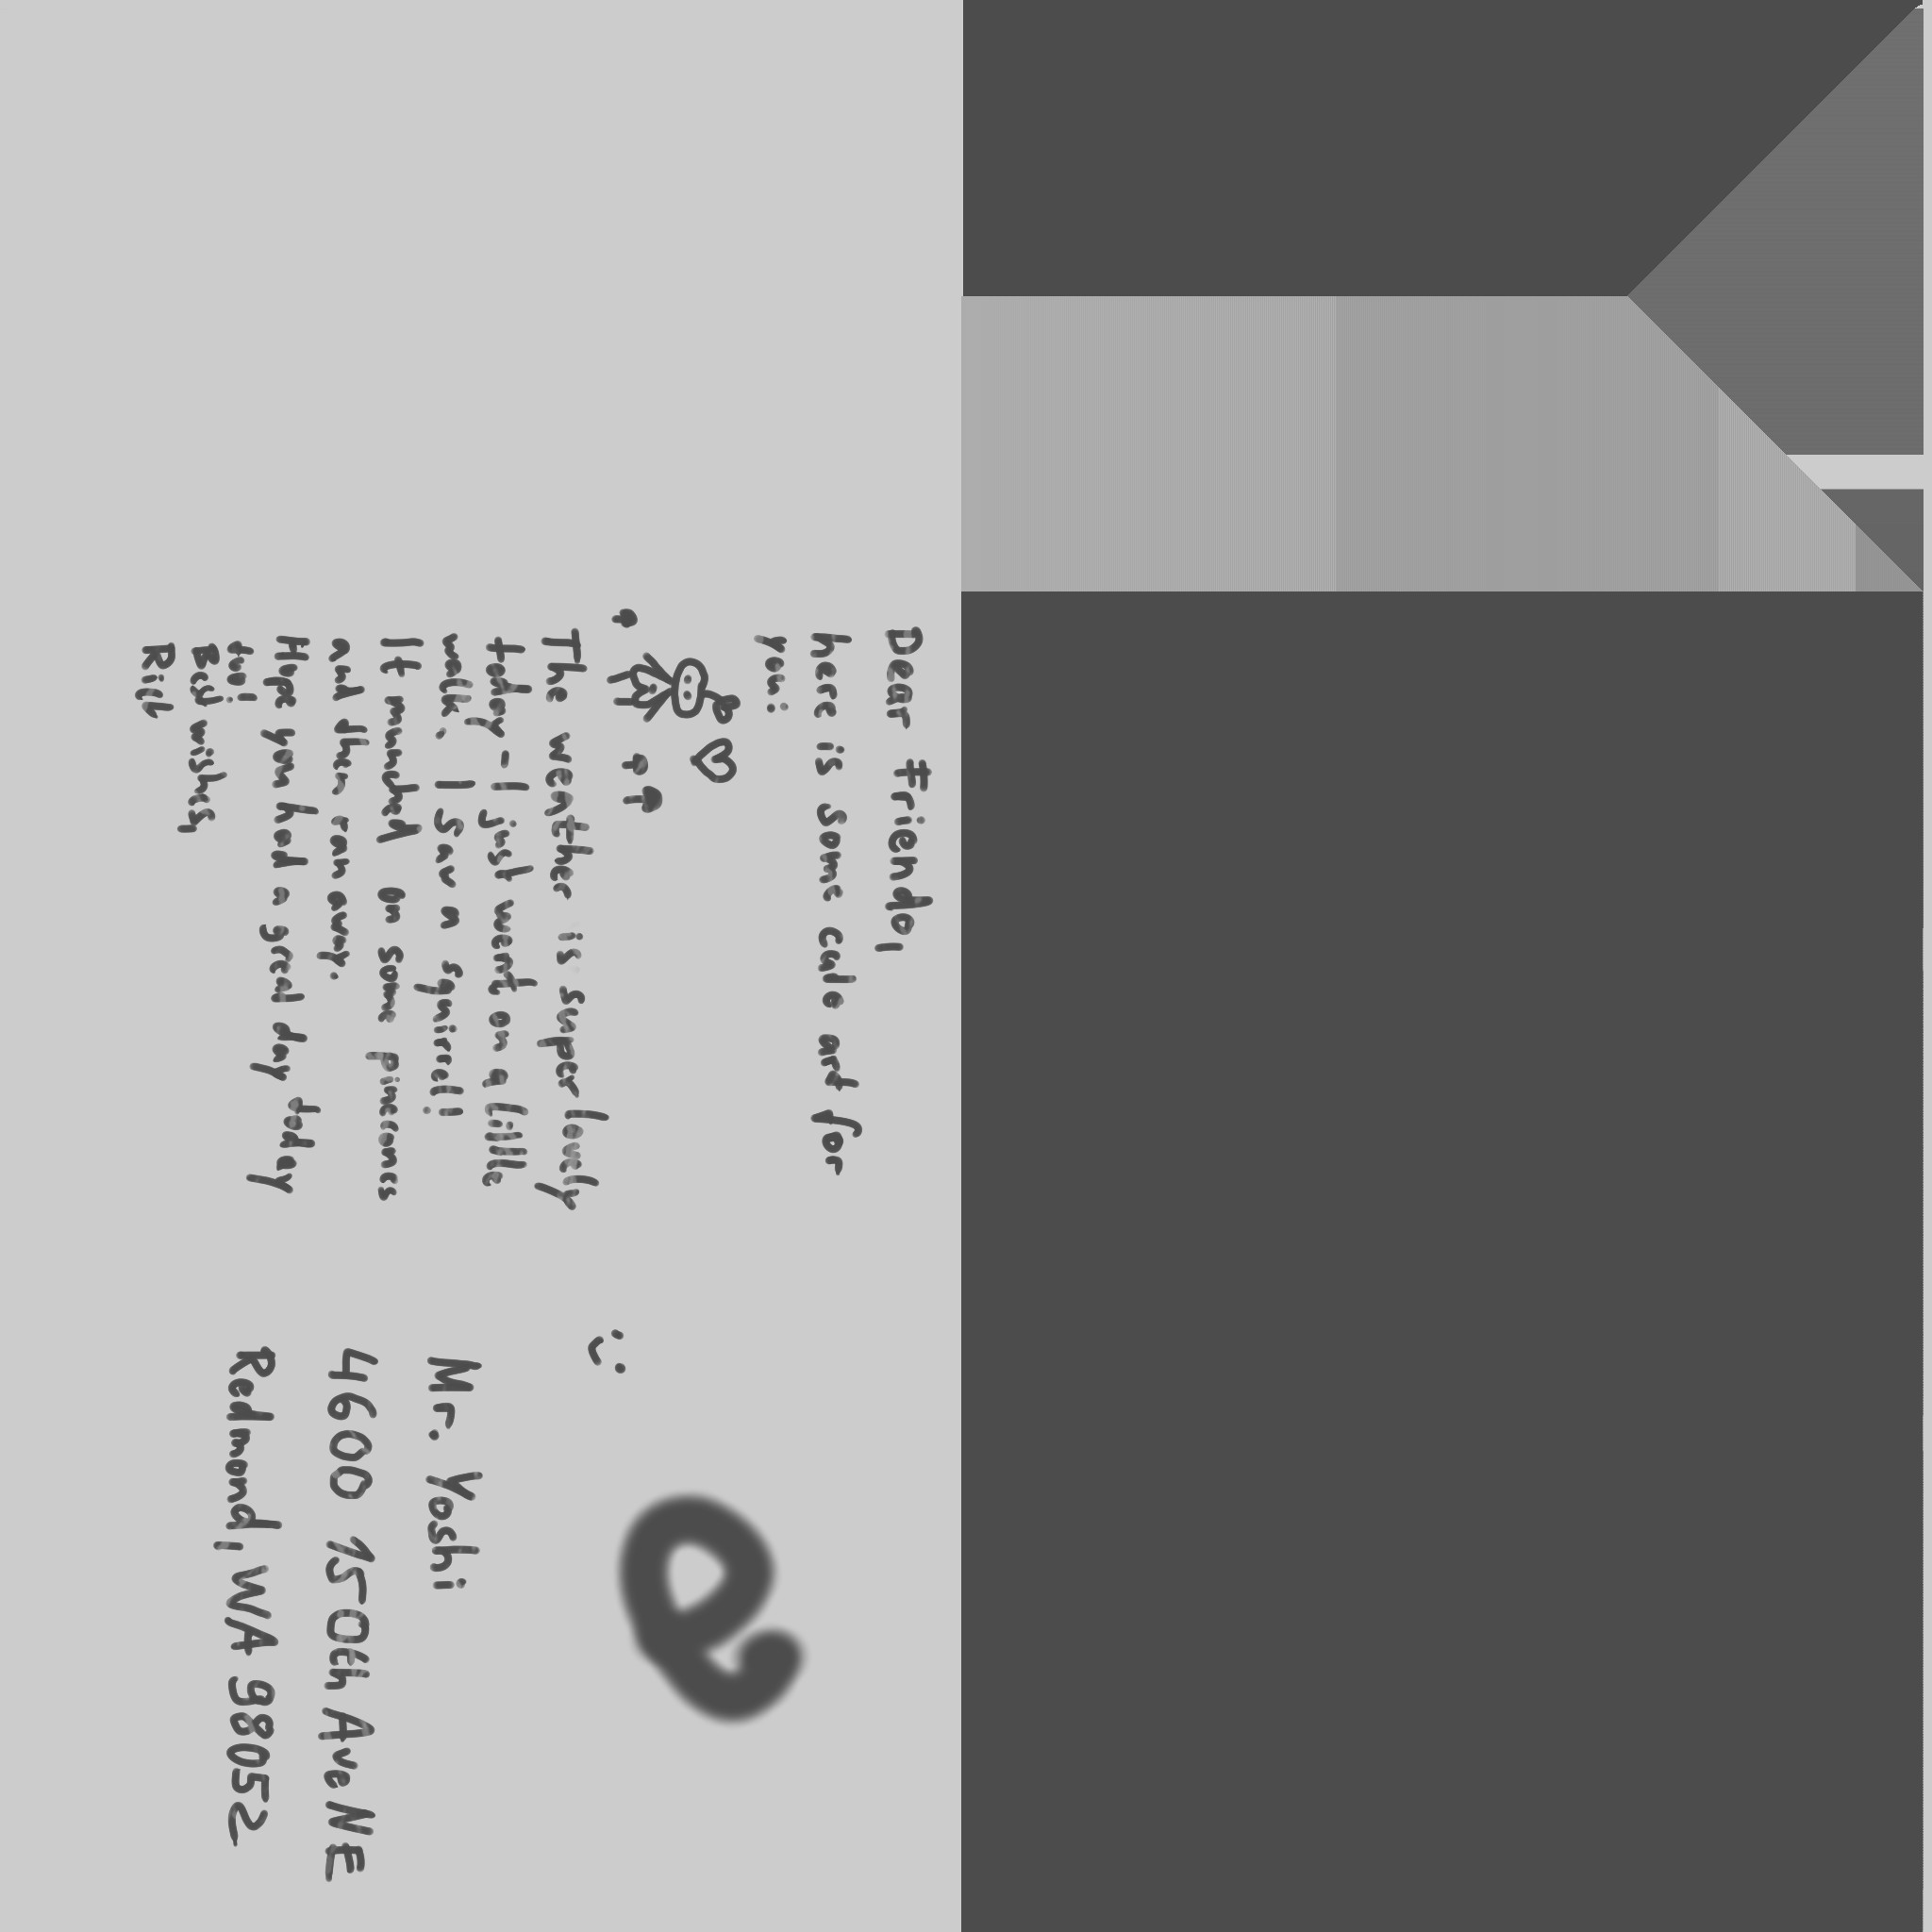 Dear Friendo,
Here is some cute art for
you:
The weather is super lovely
today - I just went on a little
walk. I saw a squirrel!
It munched on some pinecones
and then ran away.
Hope you had a good day today
too!
Best wishes,
Rict
Mr. Yoshi
4600 150th Ave NE
Redmond, WA 98052